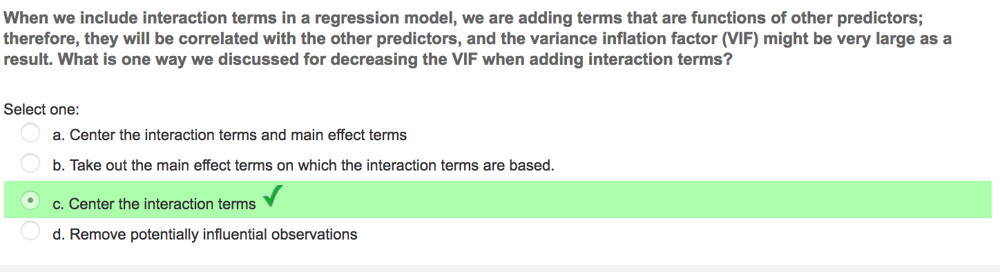 When we include interaction terms in a regression model, we are adding terms that are functions of other predictors;
therefore, they will be correlated with the other predictors, and the variance inflation factor (VIF) might be very large as a
result. What is one way we discussed for decreasing the VIF when adding interaction terms?
Select one:
a. Center the interaction terms and main effect terms
b. Take out the main effect terms on which the interaction terms are based.
c. Center the interaction terms
d. Remove potentially influential observations